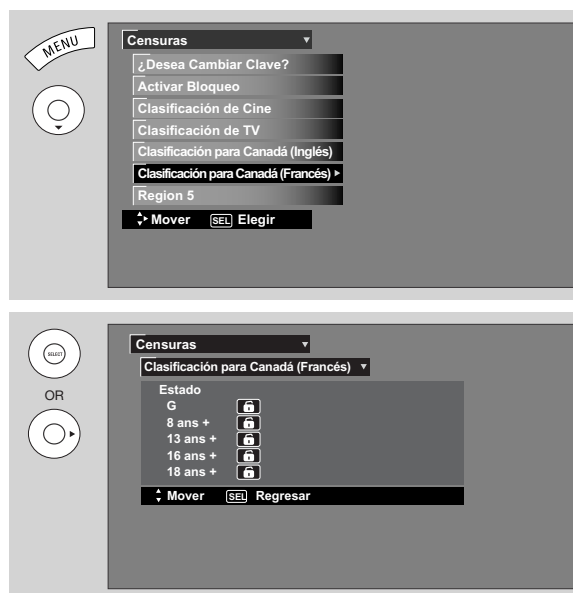 MENU
Censuras
¿Desea Cambiar Clave?
Activar Bloqueo
Clasificación de Cine
Clasificación de TV
Clasificación para Canadá (Inglés)
Clasificación para Canadá (Francés)
Region 5
Mover SEL Elegir
SELECT
OR
Censuras
Clasificación para Canadá (Francés)
Estado
G
8 ans +
13 ans +
16 ans +
18 ans +
Mover SEL Regresar